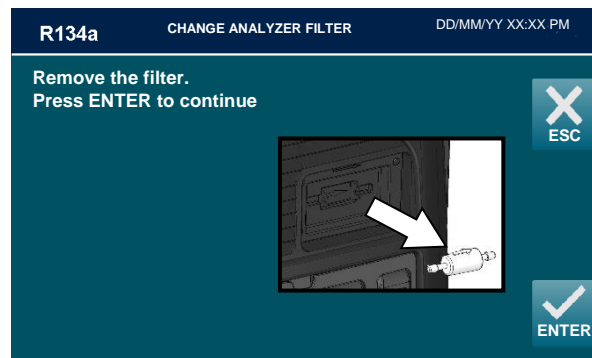 R134a
CHANGE ANALYZER FILTER
DD/MM/YY XX:XX PM
Remove the filter.
Press ENTER to continue
ESC
ENTER